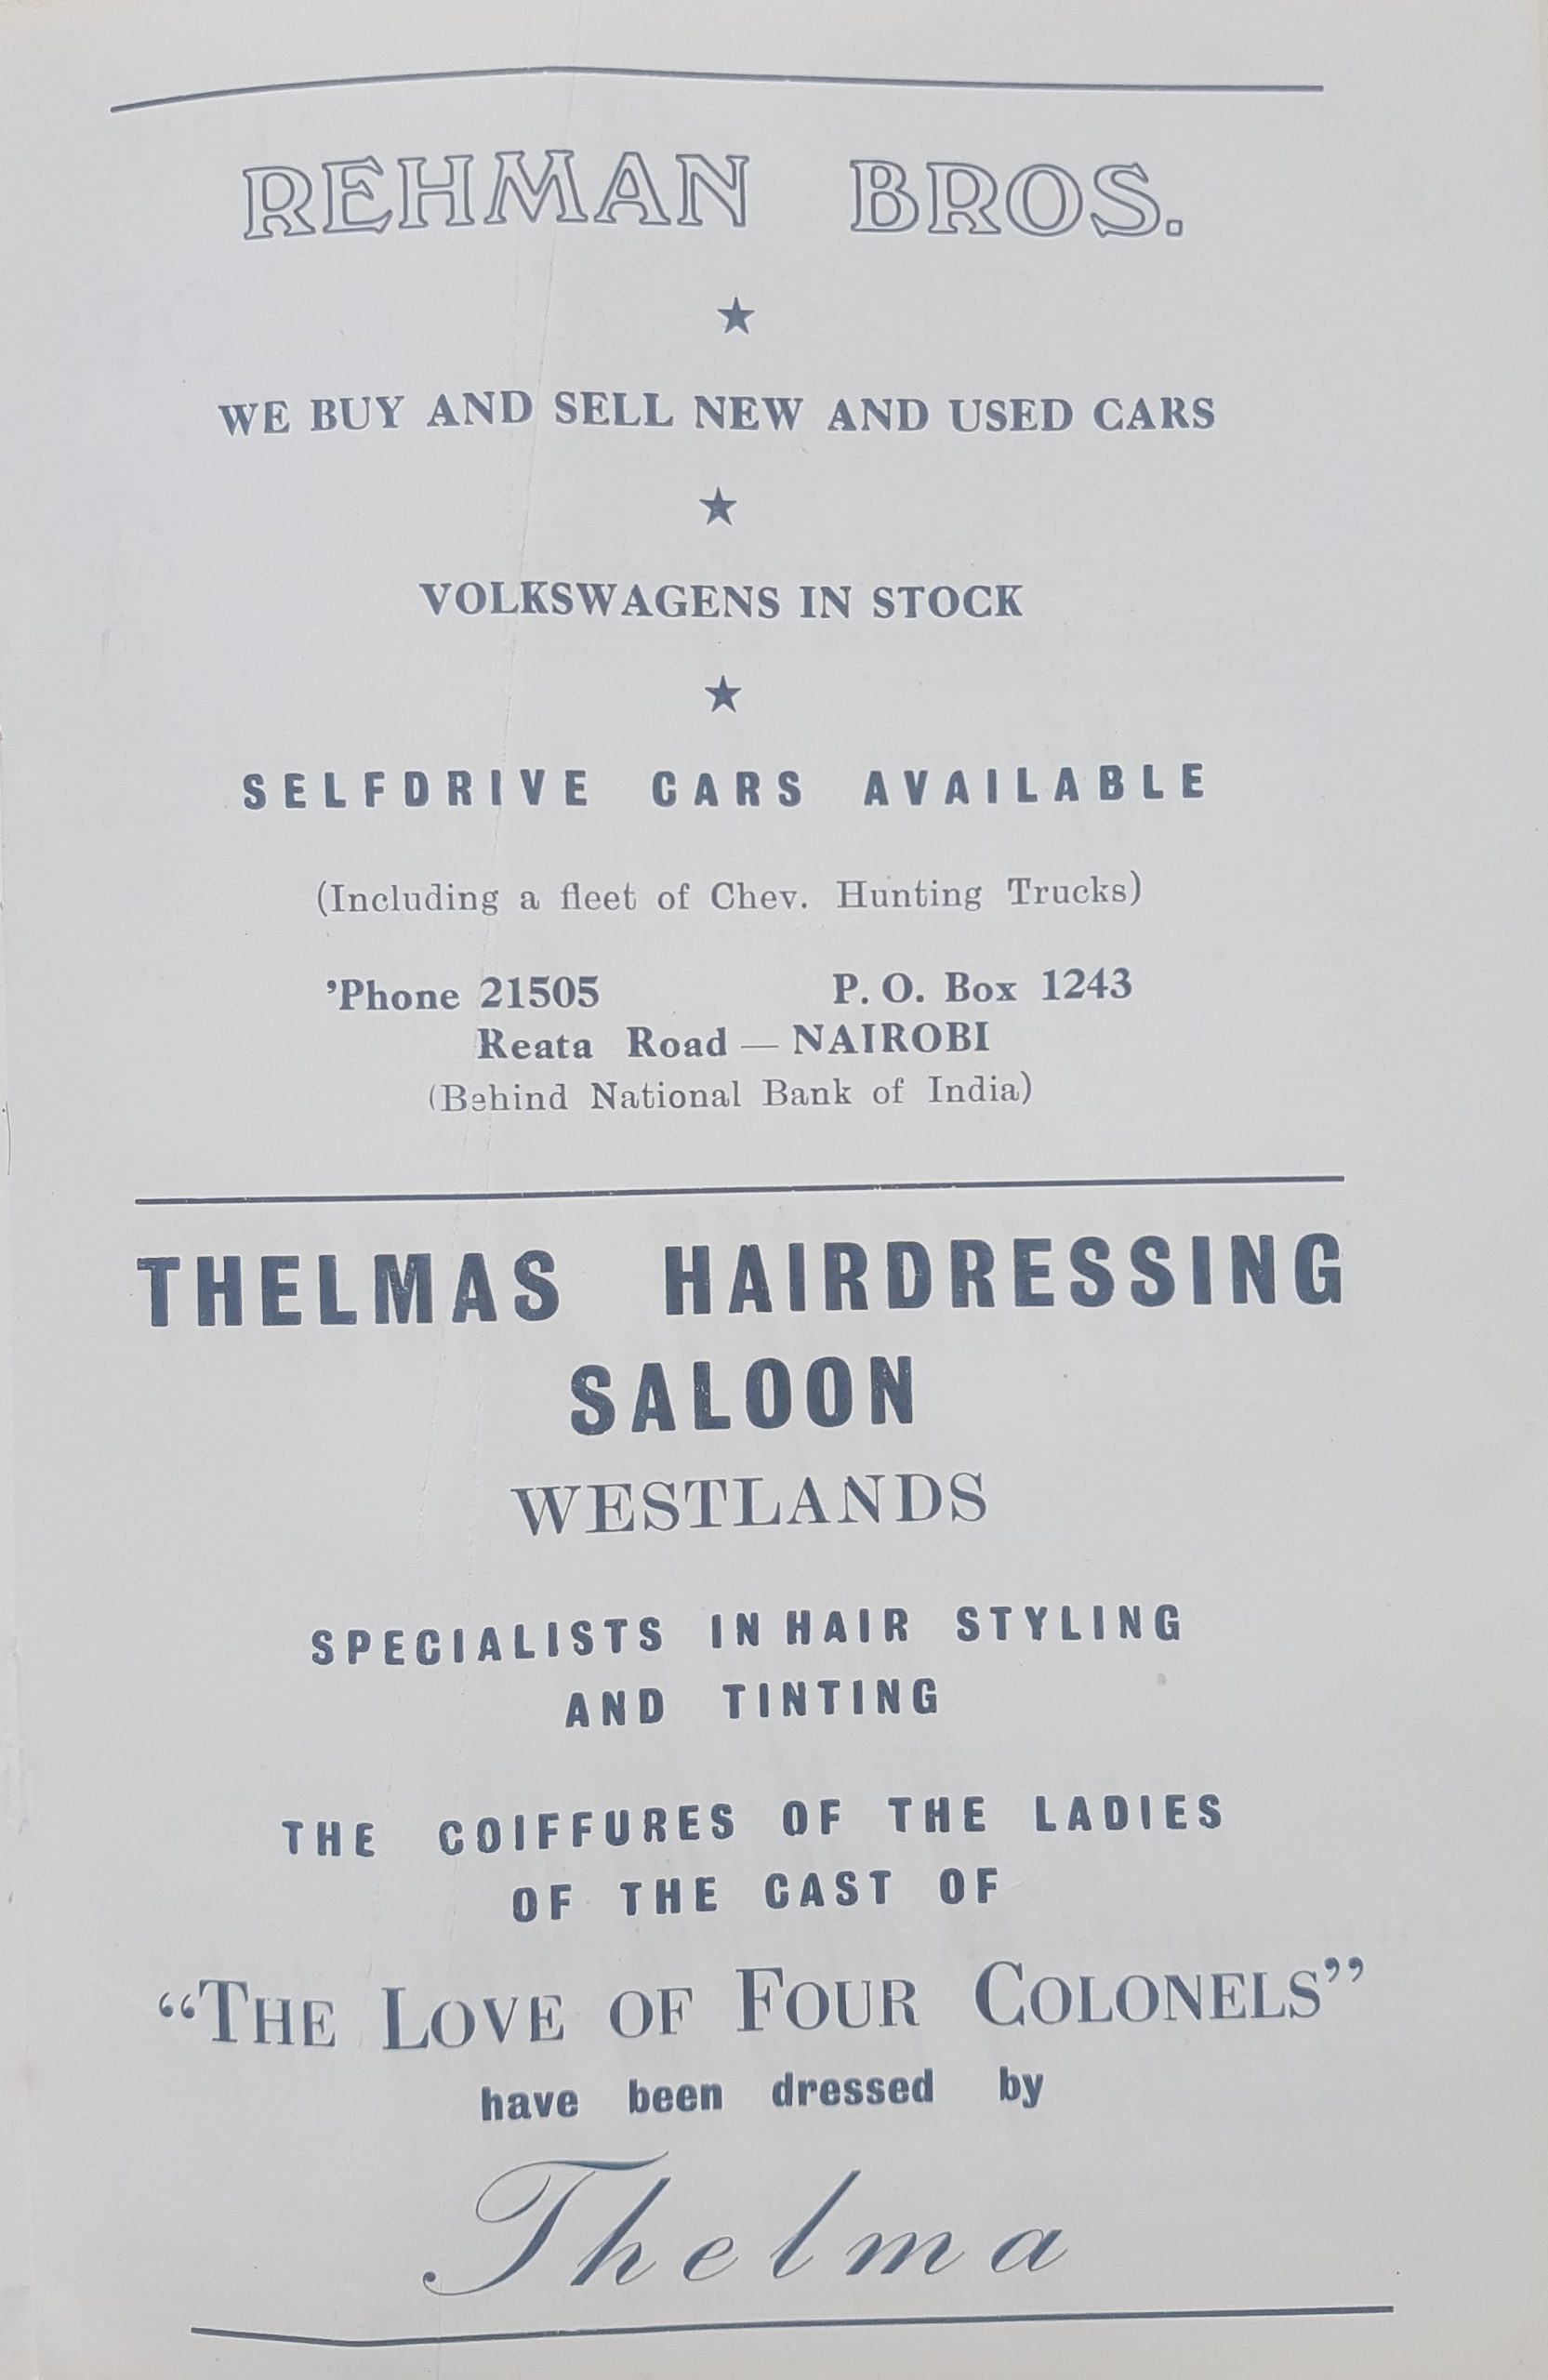 REHMAN BROS.
★
WE BUY AND SELL NEW AND USED CARS
★
VOLKSWAGENS IN STOCK
★
SELFDRIVE CARS AVAILABLE
(Including a fleet of Chev. Hunting Trucks)
’Phone 21505 P. O. Box 1243
Reata Road — NAIROBI
(Behind National Bank of India)
THELMAS HAIRDRESSING
SALOON
WESTLANDS
SPECIALISTS IN HAIR STYLING
AND TINTING
THE COIFFURES OF THE LADIES
OF THE CAST OF
“THE LOVE OF FOUR COLONELS”
have been dressed by
Thelma